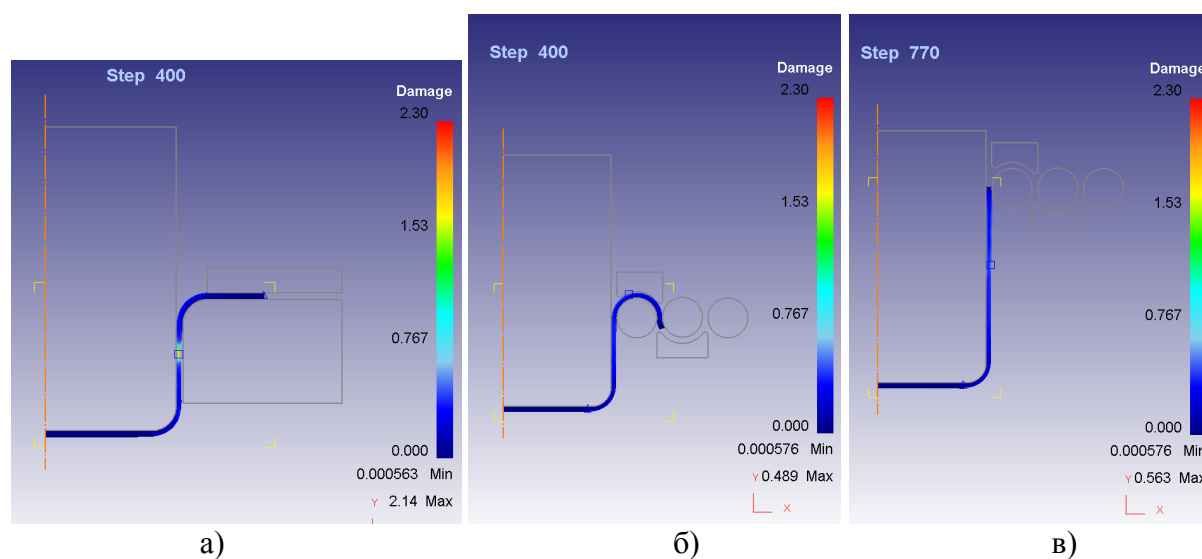 Step 400
Damage
2.30
1.53
0.767
0.000
0.000563 Min
Y 2.14 Max
а)
Step 400
Damage
2.30
1.53
0.767
0.000
0.000576 Min
Y 0.489 Max
X
б)
Step 770
Damage
2.30
1.53
0.767
0.000
0.000576 Min
Y 0.563 Max
X
в)